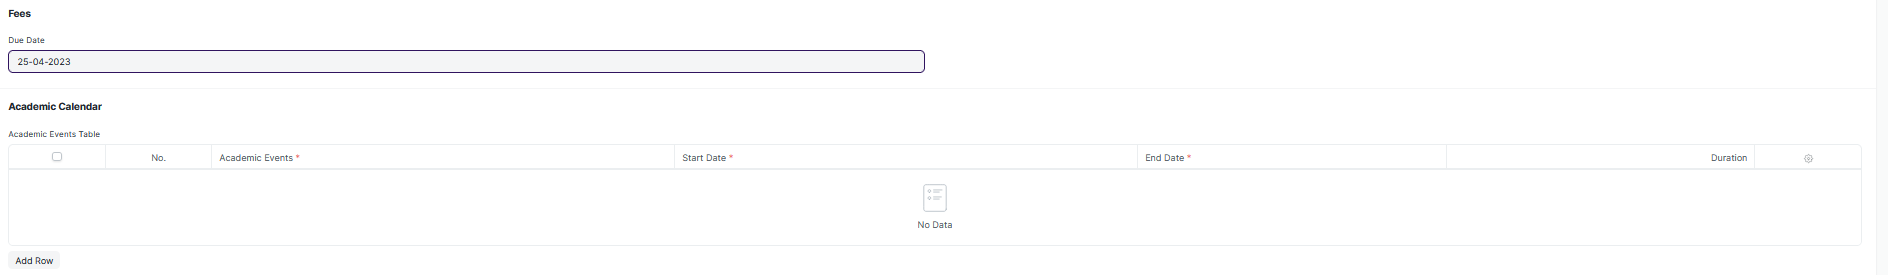 Fees
Due Date
25-04-2023
Academic Calendar
Academic Events Table
No. Academic Events * Start Date * End Date * Duration
No Data
Add Row